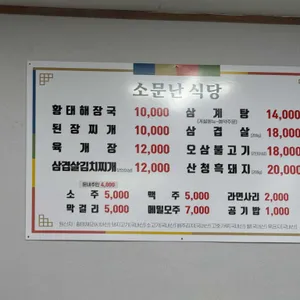 소문난 식당
황태해장국 10,000 삼계탕 14,000
된장찌개 10,000 삼겹살 18,000
육개장 12,000 오삼불고기 18,000
삼겹살김치찌개 12,000 산청흑돼지 20,000
4,000
소주 5,000 맥주 5,000 라면사리 2,000
막걸리 5,000 메밀모주 7,000 공기밥 1,000